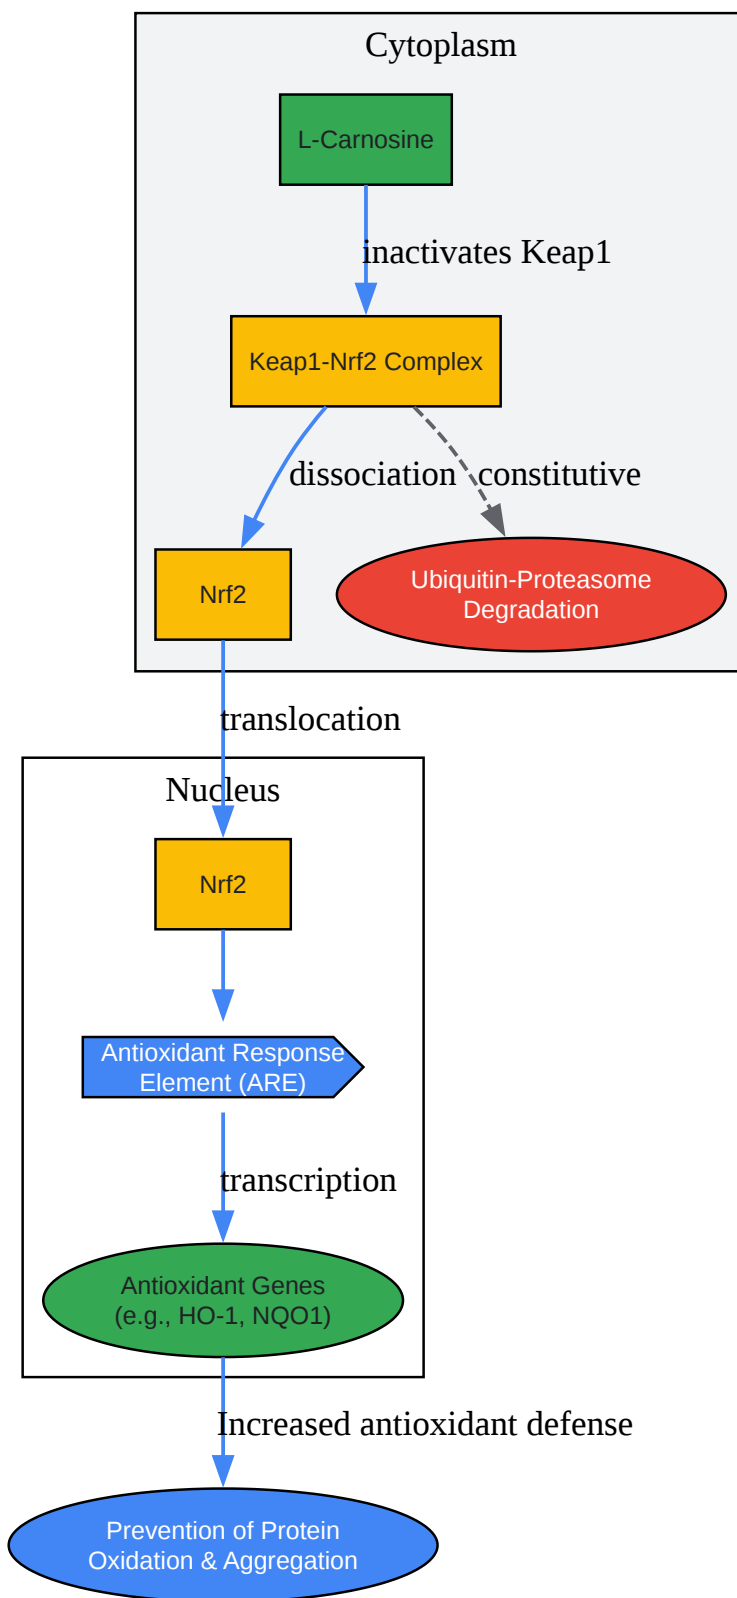 Cytoplasm
L-Carnosine
inactivates Keap1
Keap1-Nrf2 Complex
dissociation
constitutive
Nrf2
Ubiquitin-Proteasome
Degradation
translocation
Nucleus
Nrf2
Antioxidant Response
Element (ARE)
transcription
Antioxidant Genes
(e.g., HO-1, NQO1)
Increased antioxidant defense
Prevention of Protein
Oxidation & Aggregation